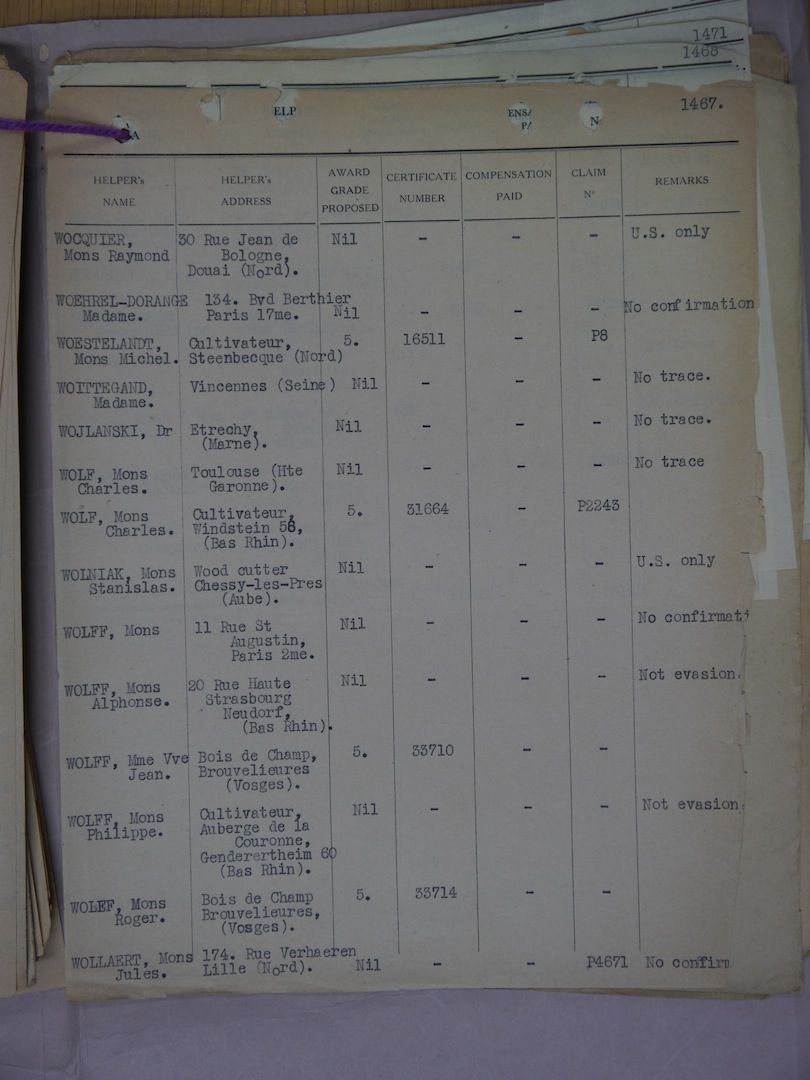 1471
1468
ELP ENS/ N 1467.
A P/
HELPER's NAME HELPER's ADDRESS AWARD GRADE PROPOSED CERTIFICATE NUMBER COMPENSATION PAID CLAIM N° REMARKS
WOCQUIER, 30 Rue Jean de Nil - - - U.S. only
Mons Raymond Bologne,
Douai (Nord).
WOEHREL-DORANGE 134. Bvd Berthier
Madame. Paris 17me. Nil - - - No confirmation
WOESTELANDT, Cultivateur, 5. 16511 - P8
Mons Michel. Steenbecque (Nord)
WOITTEGAND, Vincennes (Seine) Nil - - - No trace.
Madame.
WOJLANSKI, Dr Etrechy, Nil - - - No trace.
(Marne).
WOLF, Mons Toulouse (Hte Nil - - - No trace
Charles. Garonne).
WOLF, Mons Cultivateur, 5. 31664 - P2243
Charles. Windstein 58,
(Bas Rhin).
WOLNIAK, Mons Wood cutter Nil - - - U.S. only
Stanislas. Chessy-les-Pres
(Aube).
WOLFF, Mons 11 Rue St Nil - - - No confirmati
Augustin,
Paris 2me.
WOLFF, Mons 20 Rue Haute Nil - - - Not evasion.
Alphonse. Strasbourg
Neudorf,
(Bas Rhin).
WOLFF, Mme Vve Bois de Champ, 5. 33710 - -
Jean. Brouvelieures
(Vosges).
WOLFF, Mons Cultivateur, Nil - - - Not evasion.
Philippe. Auberge de la
Couronne,
Genderertheim 60
(Bas Rhin).
WOLEF, Mons Bois de Champ 5. 33714 - -
Roger. Brouvelieures,
(Vosges).
WOLLAERT, Mons 174. Rue Verhaeren
Jules. Lille (Nord). Nil - - P4671 No confirm